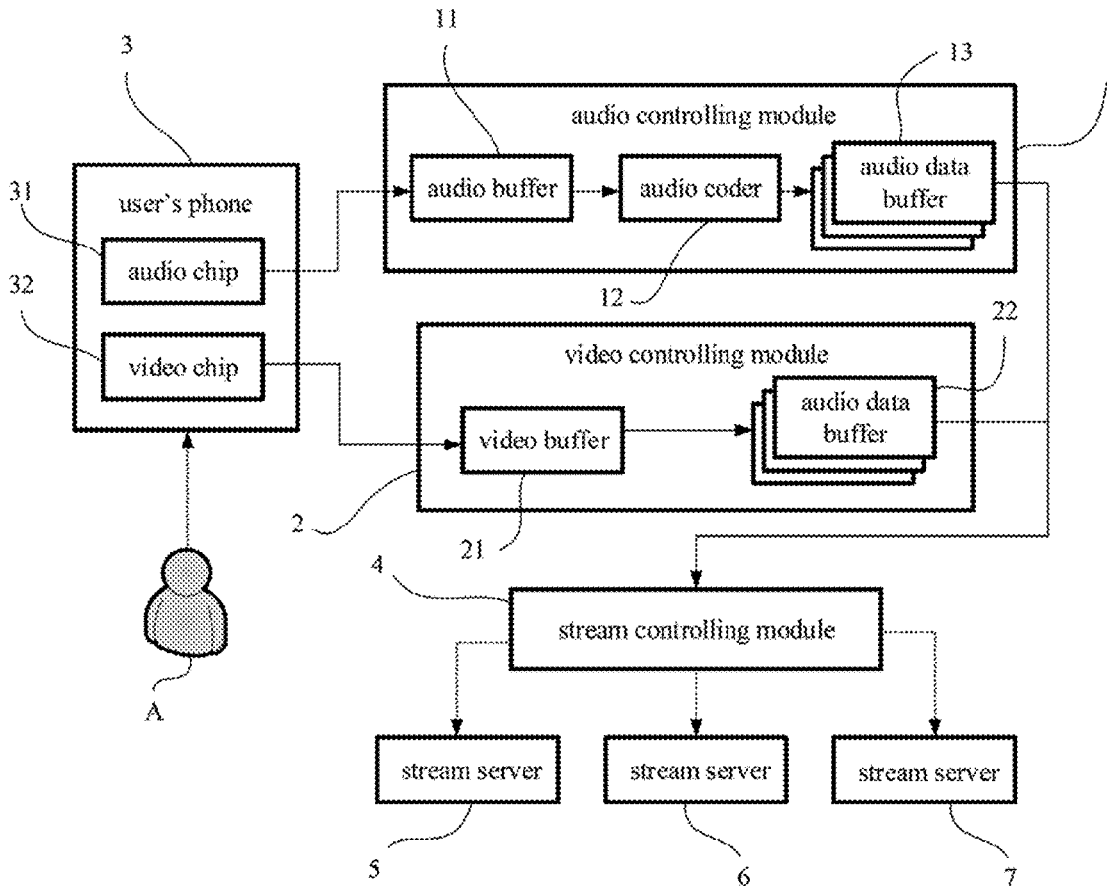 11
3
13
audio controlling module
audio buffer
audio coder
audio data
buffer
user's phone
31
audio chip
32
12
22
video chip
video controlling module
video buffer
audio data
buffer
2
21
4
stream controlling module
A
stream server
stream server
stream server
5
6
7